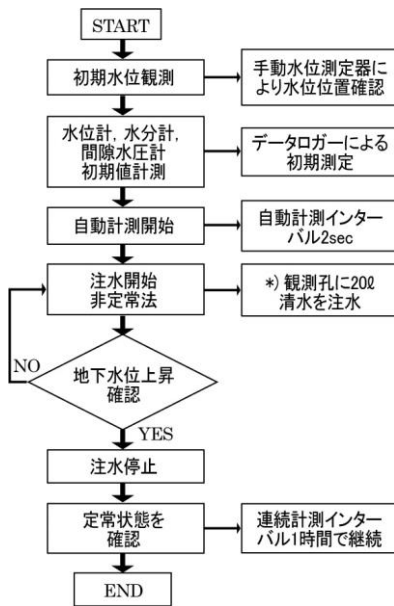 START
初期水位観測
手動水位測定器に
より水位位置確認
水位計, 水分計,
間隙水圧計
初期値計測
データロガーによる
初期測定
自動計測開始
自動計測インター
バル2sec
注水開始
非定常法
*) 観測孔に20ℓ
清水を注水
NO
地下水位上昇
確認
YES
注水停止
定常状態を
確認
連続計測インター
バル1時間で継続
END